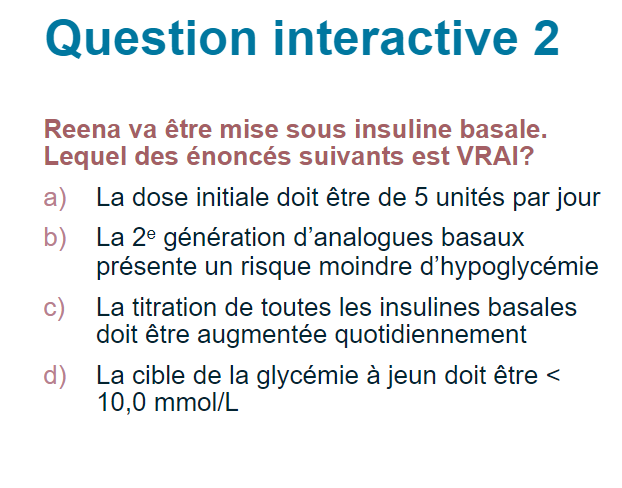 Question interactive 2
Reena va être mise sous insuline basale.
Lequel des énoncés suivants est VRAI?
a) La dose initiale doit être de 5 unités par jour
b) La 2e génération d’analogues basaux
présente un risque moindre d’hypoglycémie
c) La titration de toutes les insulines basales
doit être augmentée quotidiennement
d) La cible de la glycémie à jeun doit être <
10,0 mmol/L